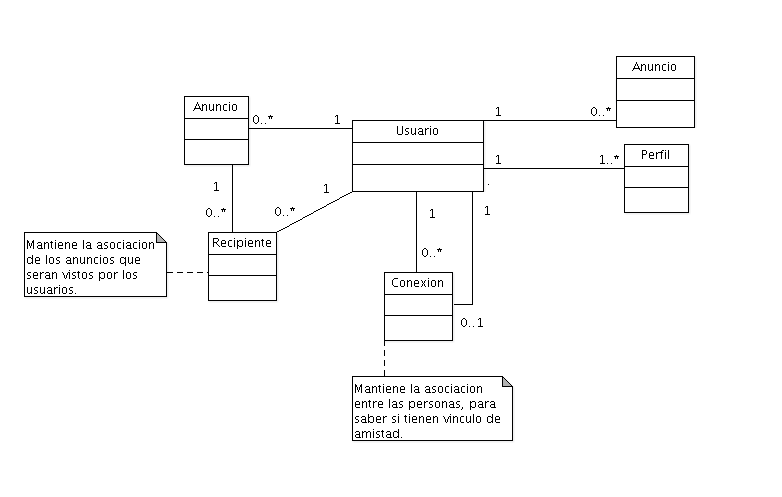 Anuncio
Anuncio
0..*
1
Usuario
1
0..*
Perfil
1
1..*
1
0..*
0..*
1
1
1
Recipiente
0..*
Mantiene la asociacion
de los anuncios que
seran vistos por los
usuarios.
Conexion
0..1
Mantiene la asociacion
entre las personas, para
saber si tienen vinculo de
amistad.